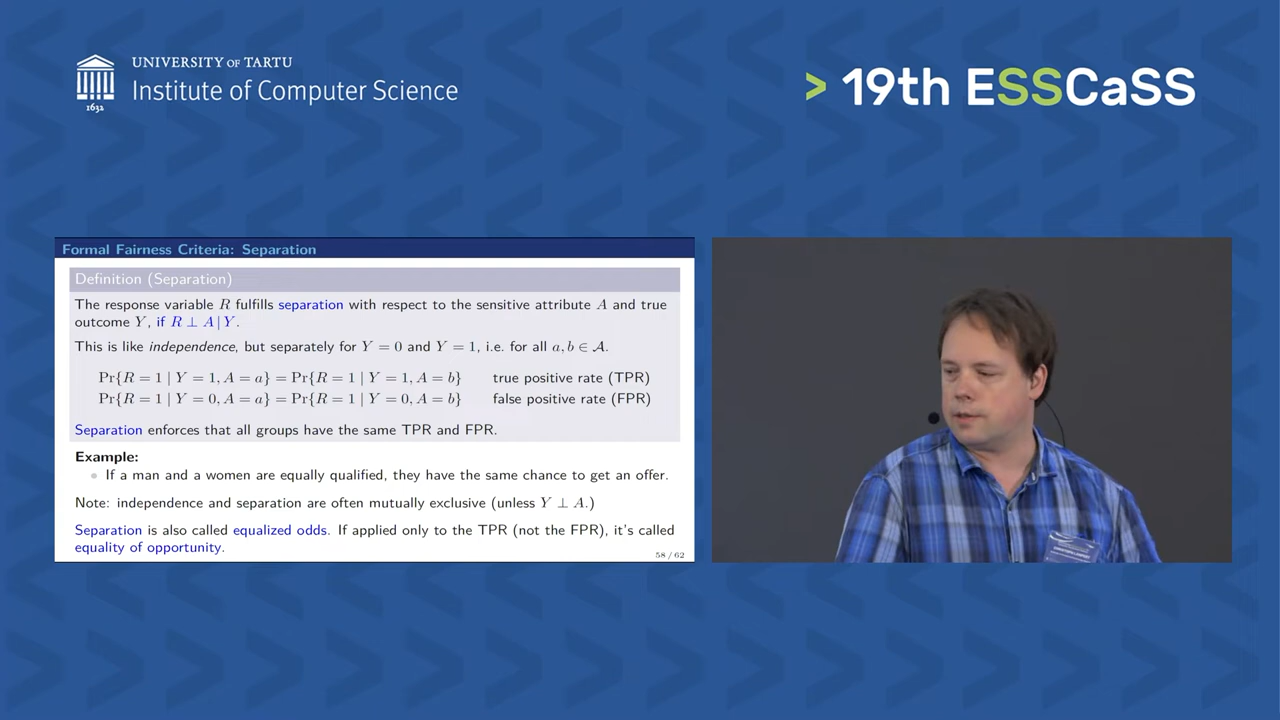 UNIVERSITY OF TARTU
Institute of Computer Science
1632
> 19th ESSCaSS
Formal Fairness Criteria: Separation
Definition (Separation)
The response variable R fulfills separation with respect to the sensitive attribute A and true
outcome Y, if R ⊥ A | Y.
This is like independence, but separately for Y = 0 and Y = 1, i.e. for all a, b ∈ 𝒜.
Pr{R = 1 | Y = 1, A = a} = Pr{R = 1 | Y = 1, A = b} true positive rate (TPR)
Pr{R = 1 | Y = 0, A = a} = Pr{R = 1 | Y = 0, A = b} false positive rate (FPR)
Separation enforces that all groups have the same TPR and FPR.
Example:
If a man and a women are equally qualified, they have the same chance to get an offer.
Note: independence and separation are often mutually exclusive (unless Y ⊥ A.)
Separation is also called equalized odds. If applied only to the TPR (not the FPR), it's called
equality of opportunity.
58 / 62